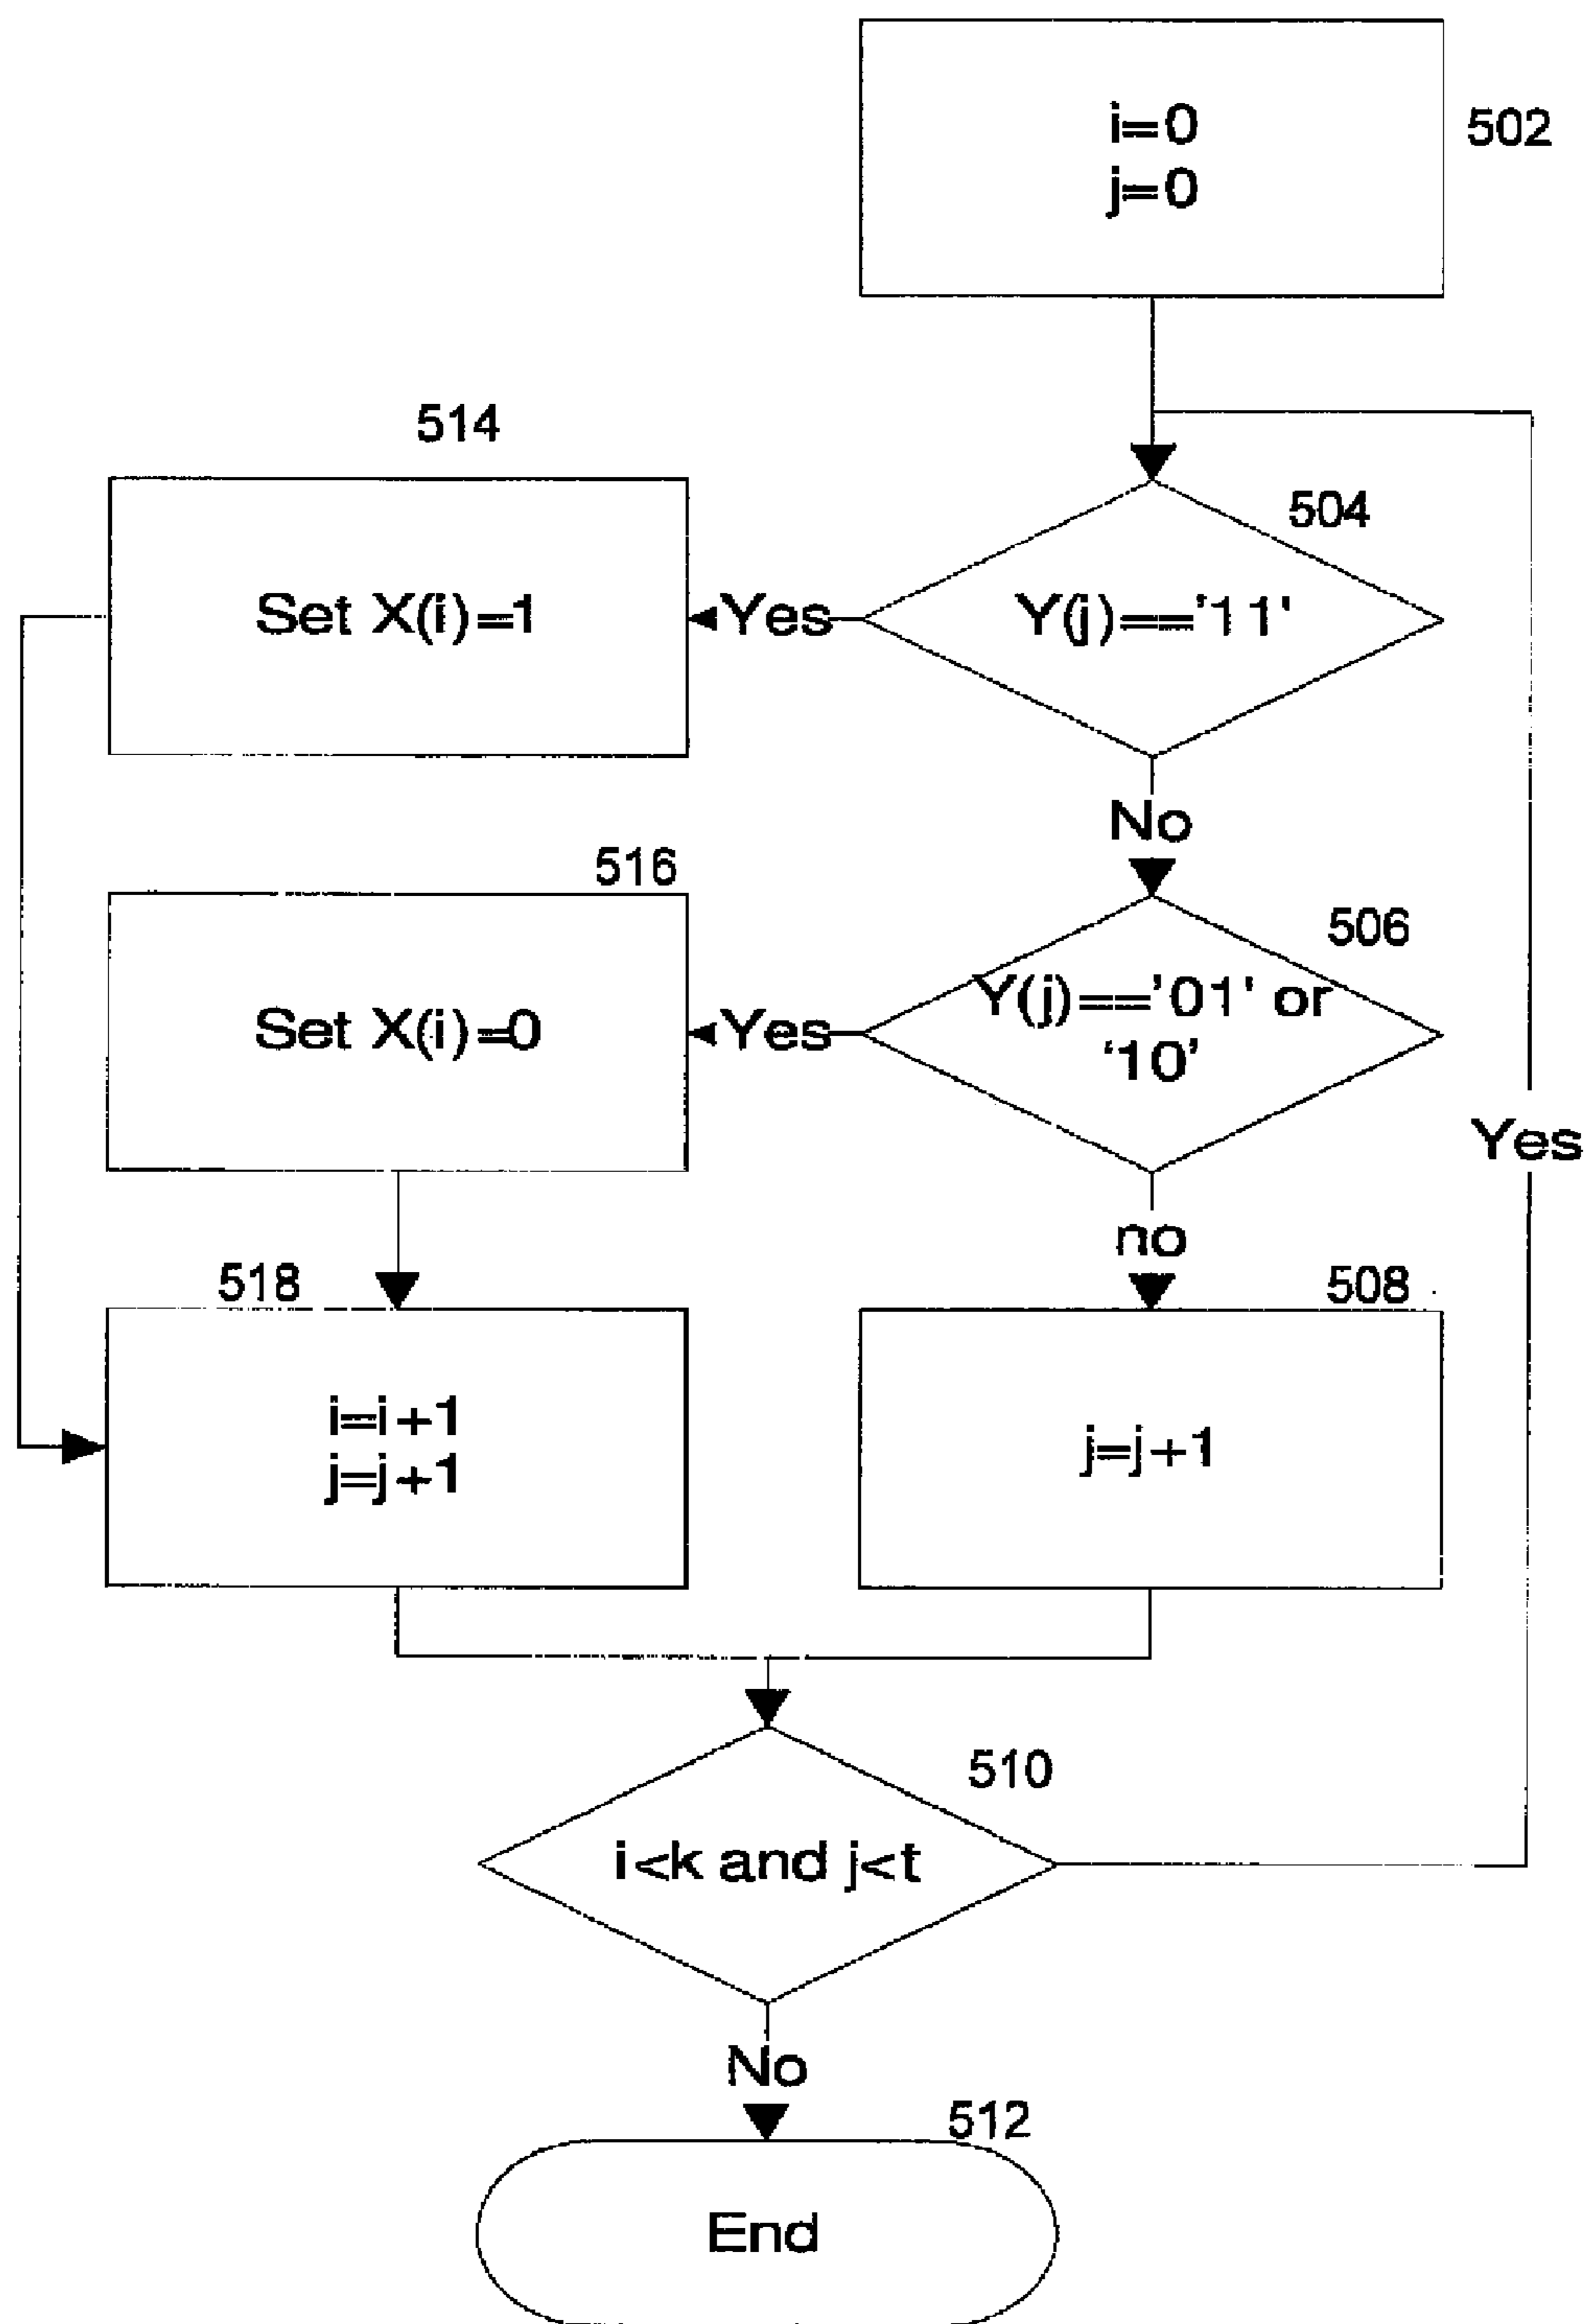 i=0
j=0
502
514
504
Set X(i)=1
Yes
Y(j)=='11'
No
516
506
Set X(i)=0
Yes
Y(j)=='01' or
‘10’
Yes
no
518
508
i=i+1
j=j+1
j=j+1
510
i<k and j<t
No
512
End